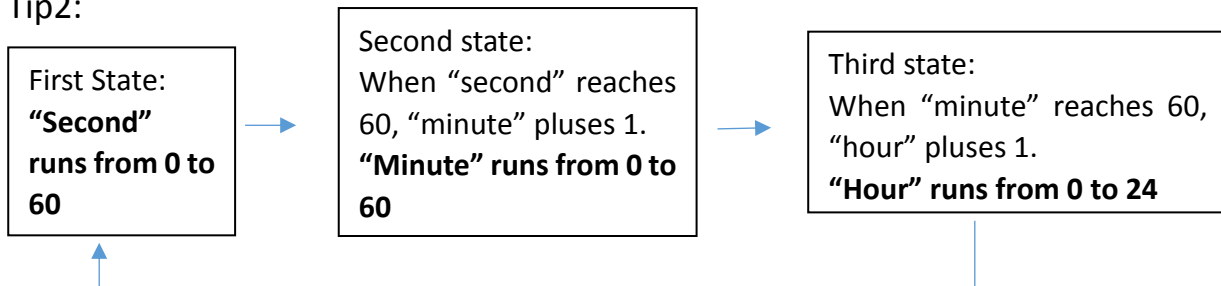 Tip2:
First State:
“Second”
runs from 0 to
60
Second state:
When “second” reaches
60, “minute” pluses 1.
“Minute” runs from 0 to
60
Third state:
When “minute” reaches 60,
“hour” pluses 1.
“Hour” runs from 0 to 24